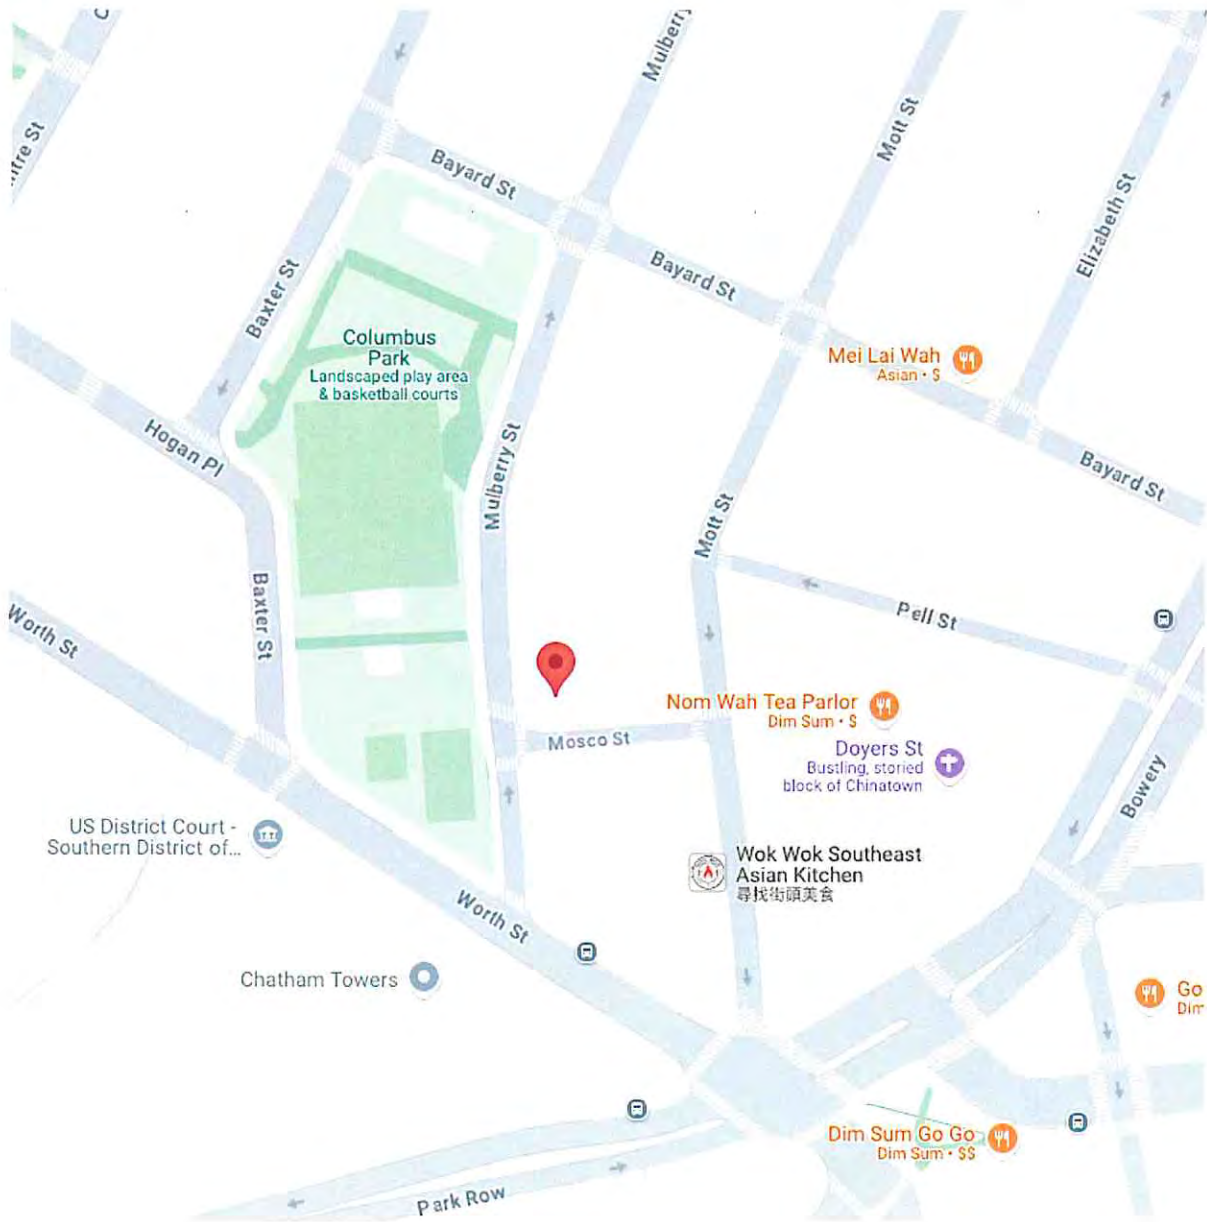 C
ntre St
Mulberry
Mott St
Bayard St
Elizabeth St
Baxter St
Bayard St
Columbus
Park
Landscaped play area
& basketball courts
Mei Lai Wah
Asian • $
Hogan Pl
Mulberry St
Bayard St
Mott St
Baxter St
Worth St
Pell St
Nom Wah Tea Parlor
Dim Sum • $
Mosco St
Doyers St
Bustling, storied
block of Chinatown
Bowery
US District Court -
Southern District of...
Wok Wok Southeast
Asian Kitchen
尋找街頭美食
Worth St
Chatham Towers
Go
Dim
Dim Sum Go Go
Dim Sum • $$
Park Row